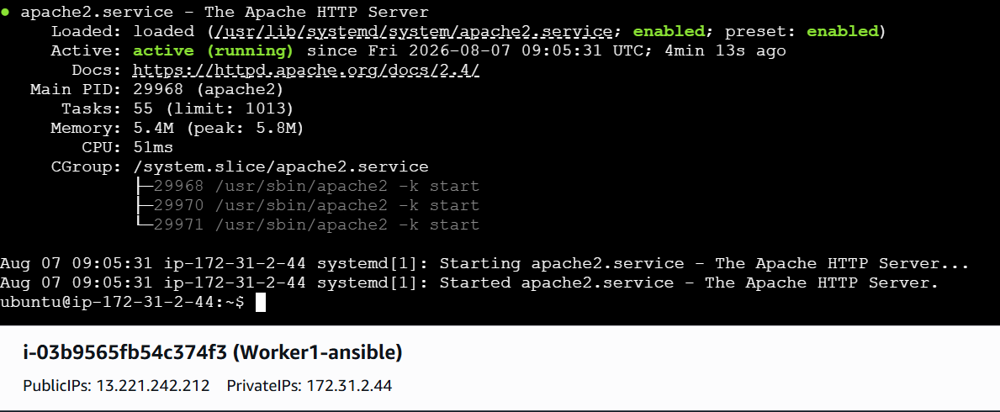 ● apache2.service - The Apache HTTP Server
     Loaded: loaded (/usr/lib/systemd/system/apache2.service; enabled; preset: enabled)
     Active: active (running) since Fri 2026-08-07 09:05:31 UTC; 4min 13s ago
       Docs: https://httpd.apache.org/docs/2.4/
   Main PID: 29968 (apache2)
      Tasks: 55 (limit: 1013)
     Memory: 5.4M (peak: 5.8M)
        CPU: 51ms
     CGroup: /system.slice/apache2.service
             ├─29968 /usr/sbin/apache2 -k start
             ├─29970 /usr/sbin/apache2 -k start
             └─29971 /usr/sbin/apache2 -k start
Aug 07 09:05:31 ip-172-31-2-44 systemd[1]: Starting apache2.service - The Apache HTTP Server...
Aug 07 09:05:31 ip-172-31-2-44 systemd[1]: Started apache2.service - The Apache HTTP Server.
ubuntu@ip-172-31-2-44:~$
i-03b9565fb54c374f3 (Worker1-ansible)
PublicIPs: 13.221.242.212 PrivateIPs: 172.31.2.44